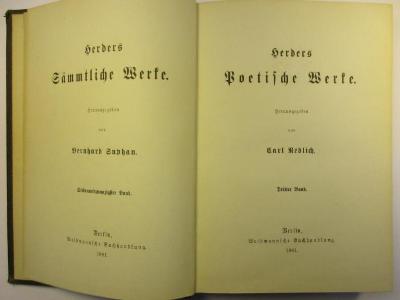 Herders
Sämmtliche Werke.
Herausgegeben
von
Bernhard Suphan.
Siebenundzwanzigster Band.
Berlin,
Weidmannsche Buchhandlung
1881.
Herders
Poetische Werke.
Herausgegeben
von
Carl Redlich.
Dritter Band.
Berlin,
Weidmannsche Buchhandlung
1881.